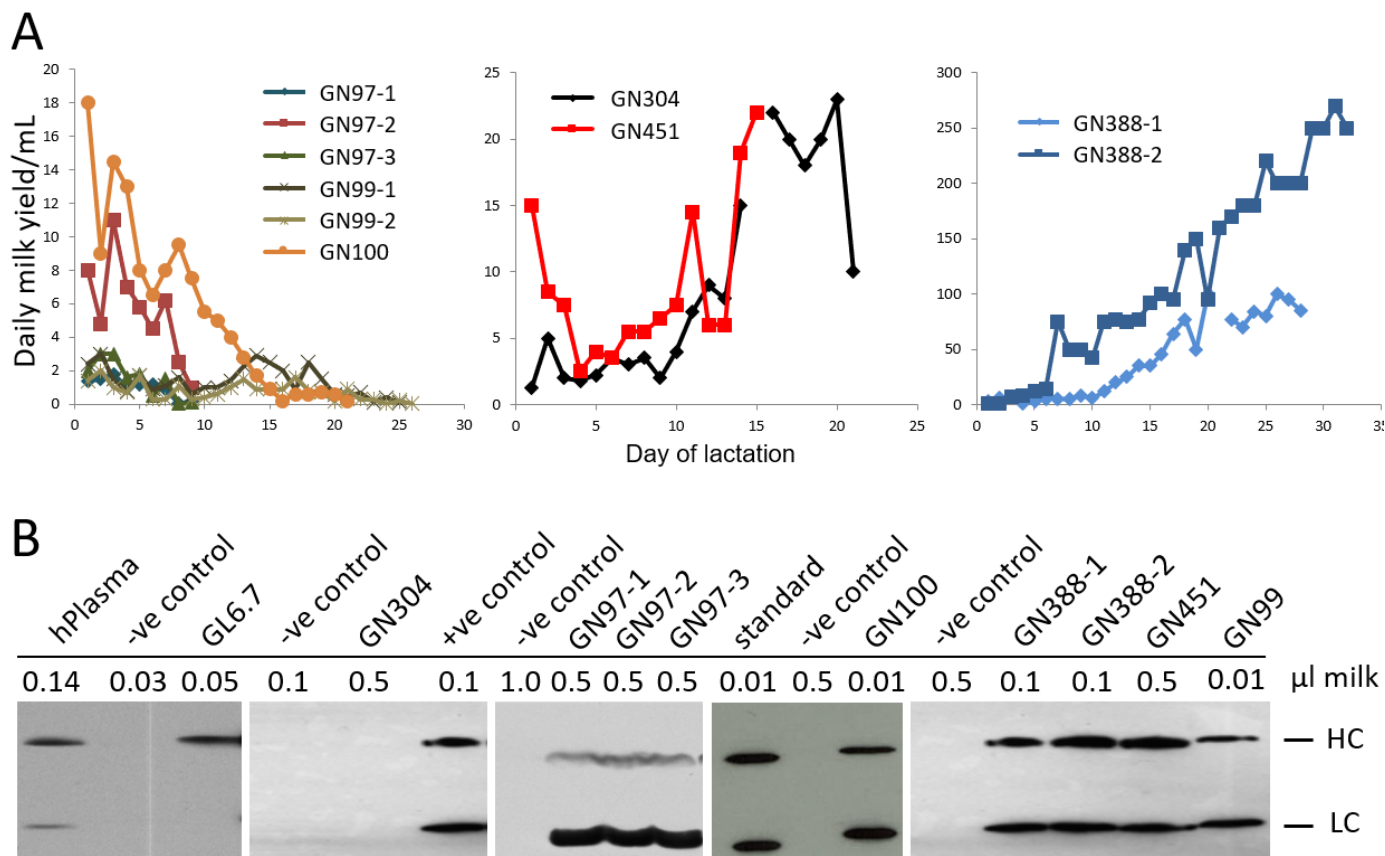 A
Daily milk yield/mL
20
18
16
14
12
10
8
6
4
2
0
0 5 10 15 20 25 30
GN97-1
GN97-2
GN97-3
GN99-1
GN99-2
GN100
25
20
15
10
5
0
0 5 10 15 20 25
GN304
GN451
300
250
200
150
100
50
0
0 5 10 15 20 25 30 35
GN388-1
GN388-2
Day of lactation
B
hPlasma
-ve control
GL6.7
-ve control
GN304
+ve control
-ve control
GN97-1
GN97-2
GN97-3
standard
-ve control
GN100
-ve control
GN388-1
GN388-2
GN451
GN99
0.14 0.03 0.05 0.1 0.5 0.1 1.0 0.5 0.5 0.5 0.01 0.5 0.01 0.5 0.1 0.1 0.5 0.01 µl milk
HC
LC